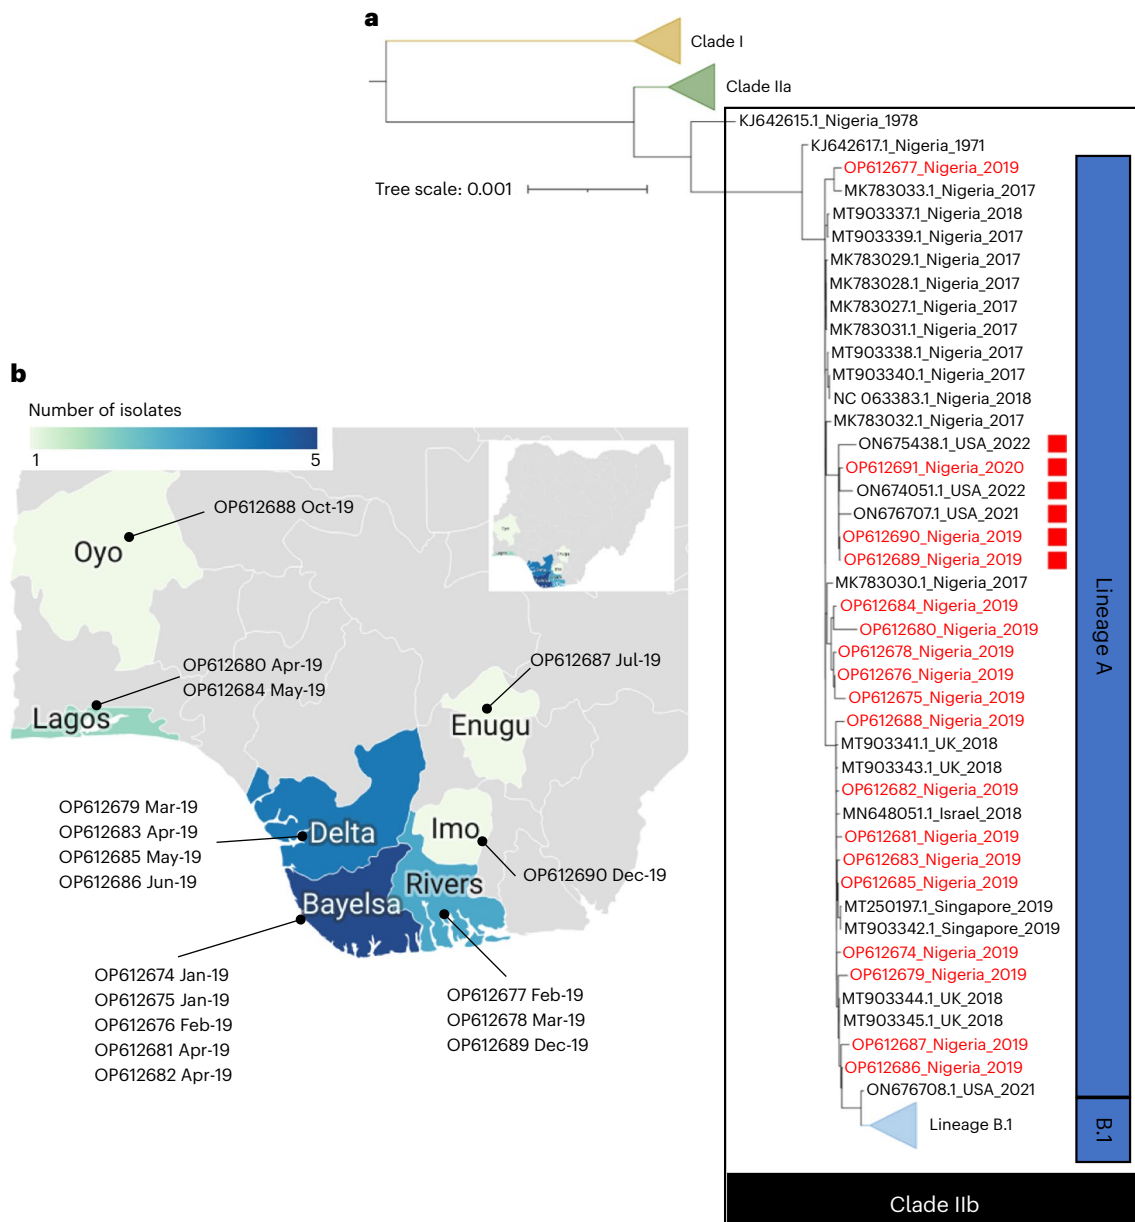 a
Clade I
Clade IIa
KJ642615.1_Nigeria_1978
KJ642617.1_Nigeria_1971
OP612677_Nigeria_2019
MK783033.1_Nigeria_2017
MT903337.1_Nigeria_2018
MT903339.1_Nigeria_2017
MK783029.1_Nigeria_2017
MK783028.1_Nigeria_2017
MK783027.1_Nigeria_2017
MK783031.1_Nigeria_2017
MT903338.1_Nigeria_2017
MT903340.1_Nigeria_2017
NC 063383.1_Nigeria_2018
MK783032.1_Nigeria_2017
ON675438.1_USA_2022
OP612691_Nigeria_2020
ON674051.1_USA_2022
ON676707.1_USA_2021
OP612690_Nigeria_2019
OP612689_Nigeria_2019
MK783030.1_Nigeria_2017
OP612684_Nigeria_2019
OP612680_Nigeria_2019
OP612678_Nigeria_2019
OP612676_Nigeria_2019
OP612675_Nigeria_2019
OP612688_Nigeria_2019
MT903341.1_UK_2018
MT903343.1_UK_2018
OP612682_Nigeria_2019
MN648051.1_Israel_2018
OP612681_Nigeria_2019
OP612683_Nigeria_2019
OP612685_Nigeria_2019
MT250197.1_Singapore_2019
MT903342.1_Singapore_2019
OP612674_Nigeria_2019
OP612679_Nigeria_2019
MT903344.1_UK_2018
MT903345.1_UK_2018
OP612687_Nigeria_2019
OP612686_Nigeria_2019
ON676708.1_USA_2021
Lineage B.1
Tree scale: 0.001
Lineage A
B.1
Clade IIb
b
Number of isolates
1
5
OP612688 Oct-19
Oyo
OP612680 Apr-19
OP612684 May-19
Lagos
OP612687 Jul-19
Enugu
OP612679 Mar-19
OP612683 Apr-19
OP612685 May-19
OP612686 Jun-19
Delta
Imo
OP612690 Dec-19
Rivers
Bayelsa
OP612674 Jan-19
OP612675 Jan-19
OP612676 Feb-19
OP612681 Apr-19
OP612682 Apr-19
OP612677 Feb-19
OP612678 Mar-19
OP612689 Dec-19